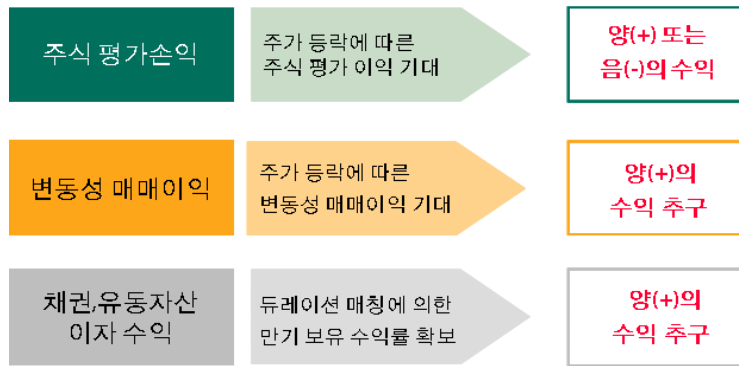 주식 평가손익
주가 등락에 따른
주식 평가 이익 기대
양(+) 또는
음(-)의 수익
변동성 매매이익
주가 등락에 따른
변동성 매매이익 기대
양(+)의
수익 추구
채권,유동자산
이자 수익
듀레이션 매칭에 의한
만기 보유 수익률 확보
양(+)의
수익 추구